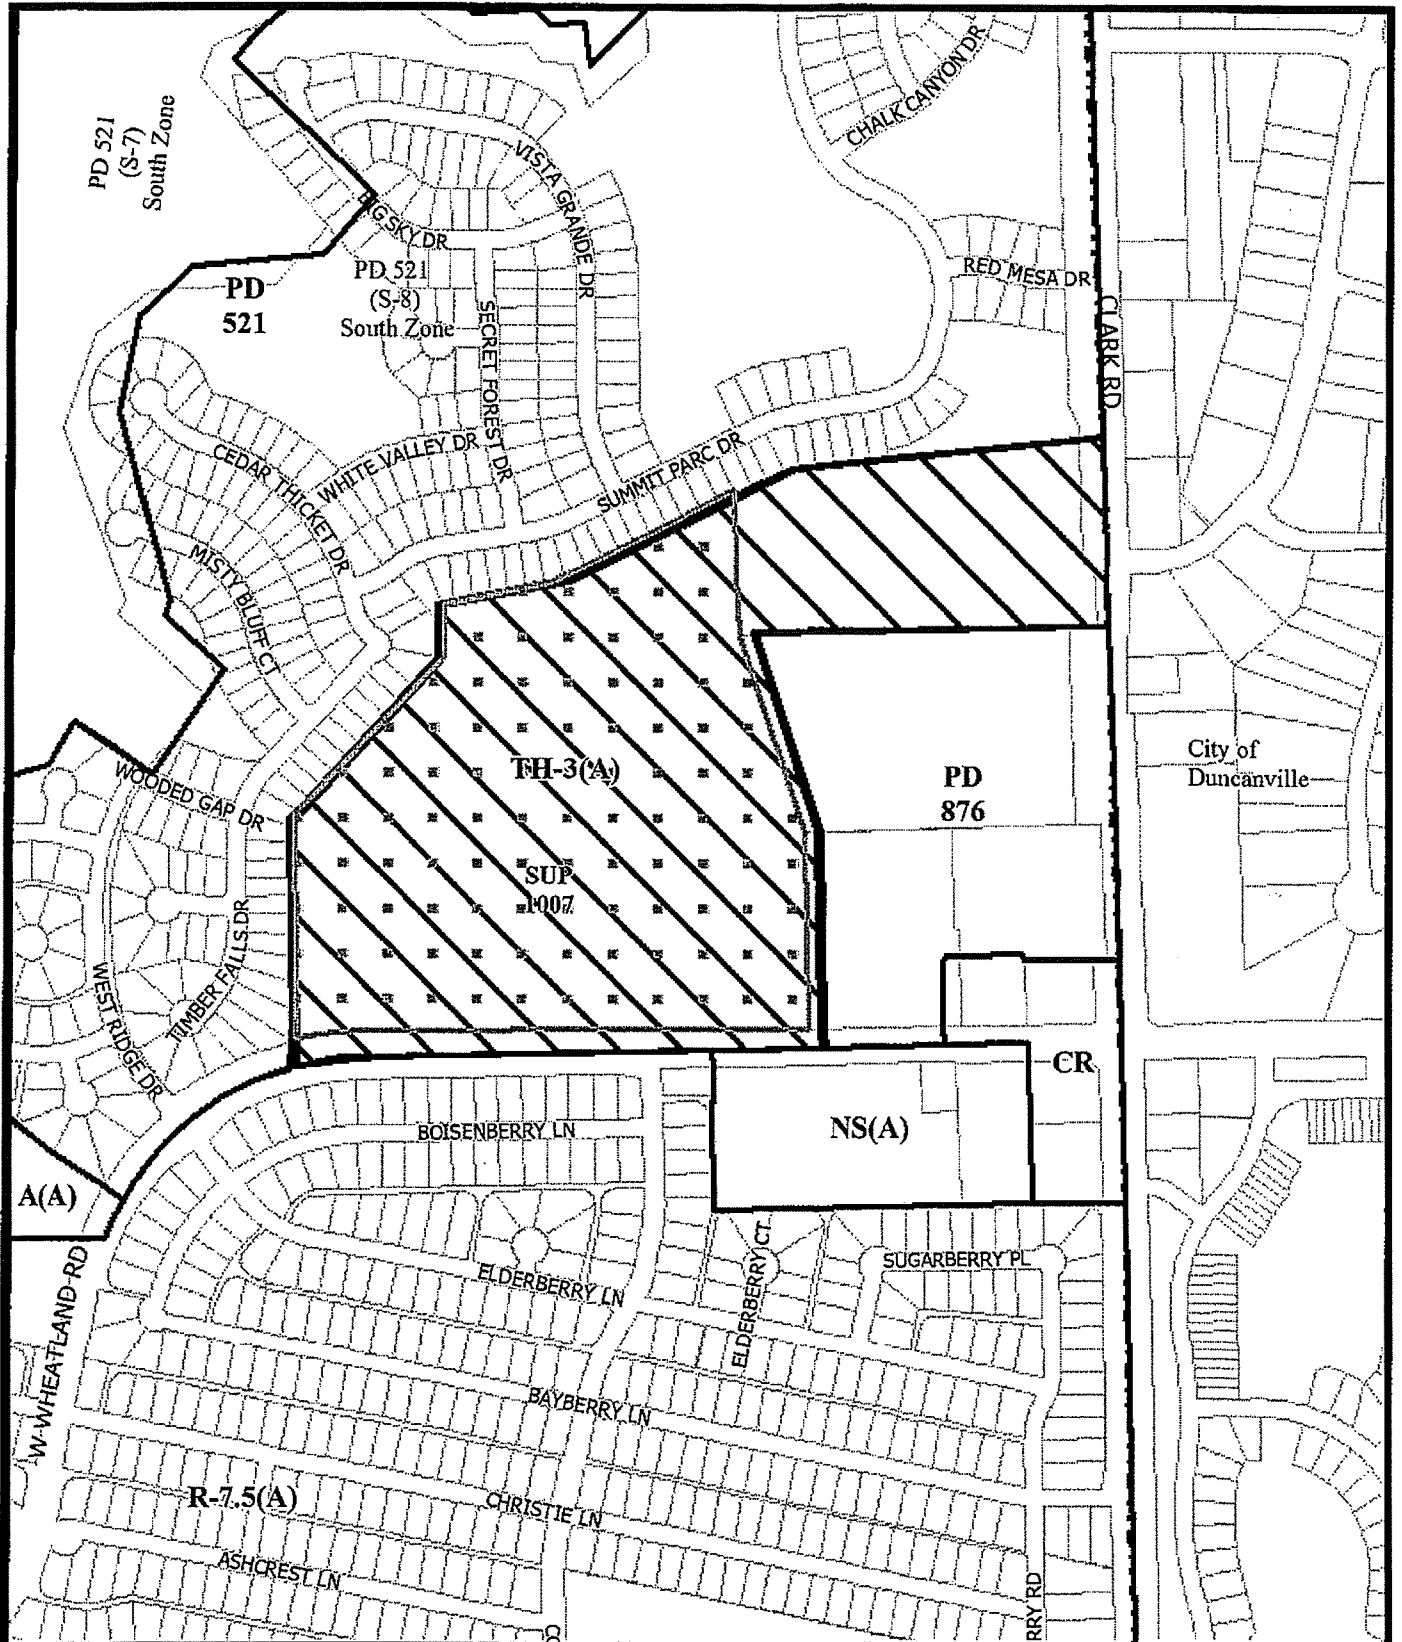 CHALK CANYON DR
PD 521
(S-7)
South Zone
VISTA GRANDE DR
BIG SKY DR
RED MESA DR
PD 521
(S-8)
South Zone
PD
521
SECRET FOREST DR
CLARK RD
WHITE VALLEY DR
CEDAR THICKET DR
SUMMIT PARC DR
MISTY BLUFF CT
WOODED GAP DR
TH-3(A)
PD
876
City of
Duncanville
SUP
1007
TIMBER FALLS DR
WEST RIDGE DR
CR
NS(A)
BOISENBERRY LN
A(A)
W WHEATLAND RD
ELDERBERRY LN
ELDERBERRY CT
SUGARBERRY PL
BAYBERRY LN
R-7.5(A)
CHRISTIE LN
ASHCREST LN
RRY RD
CO